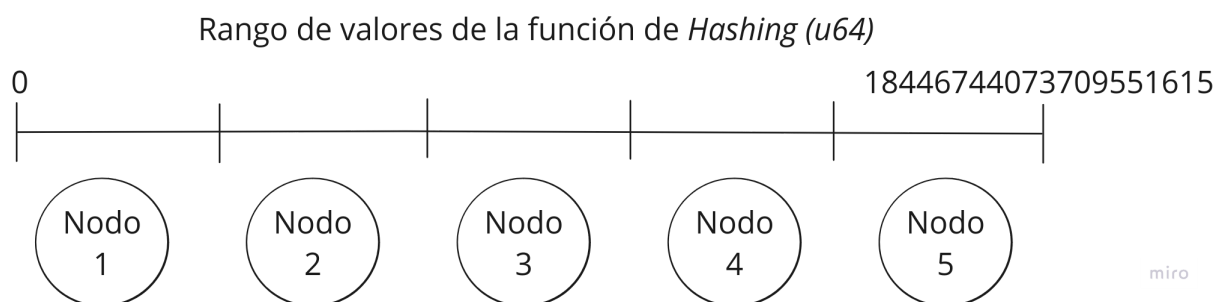 Rango de valores de la función de Hashing (u64)
0
18446744073709551615
Nodo
1
Nodo
2
Nodo
3
Nodo
4
Nodo
5
miro